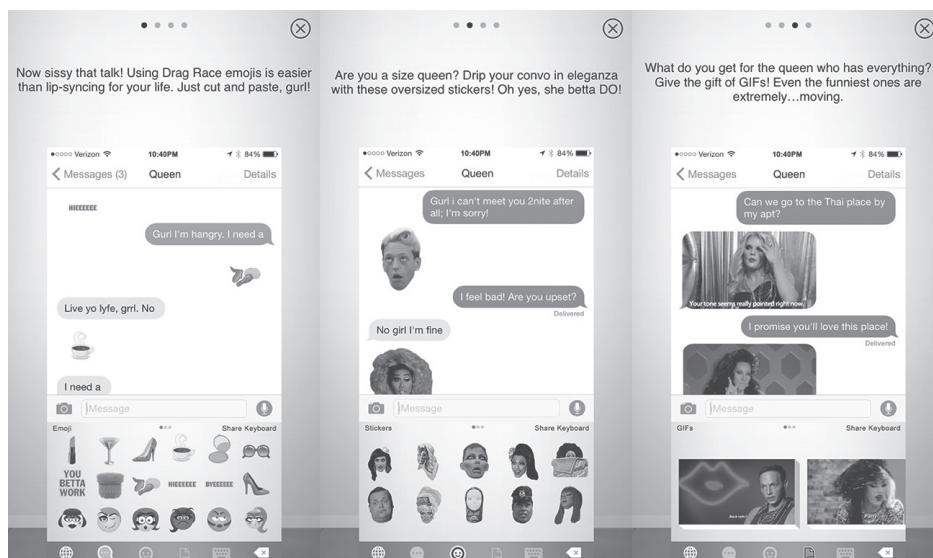 Now sissy that talk! Using Drag Race emojis is easier
than lip-syncing for your life. Just cut and paste, gurl!
Verizon
10:40PM
84%
Messages (3)
Queen
Details
HIEEEEEE
Gurl I'm hangry. I need a
Live yo lyfe, grrl. No
I need a
iMessage
Emoji
Share Keyboard
YOU
BETTA
WORK
HIEEEEEE
BYEEEEEE
Are you a size queen? Drip your convo in eleganza
with these oversized stickers! Oh yes, she betta DO!
Verizon
10:40PM
84%
Messages
Queen
Details
Gurl i can't meet you 2nite after
all; I'm sorry!
I feel bad! Are you upset?
Delivered
No girl I'm fine
iMessage
Stickers
Share Keyboard
What do you get for the queen who has everything?
Give the gift of GIFs! Even the funniest ones are
extremely…moving.
Verizon
10:40PM
84%
Messages
Queen
Details
Can we go to the Thai place by
my apt?
Your tone seems really pointed right now.
I promise you'll love this place!
Delivered
iMessage
GIFs
Share Keyboard